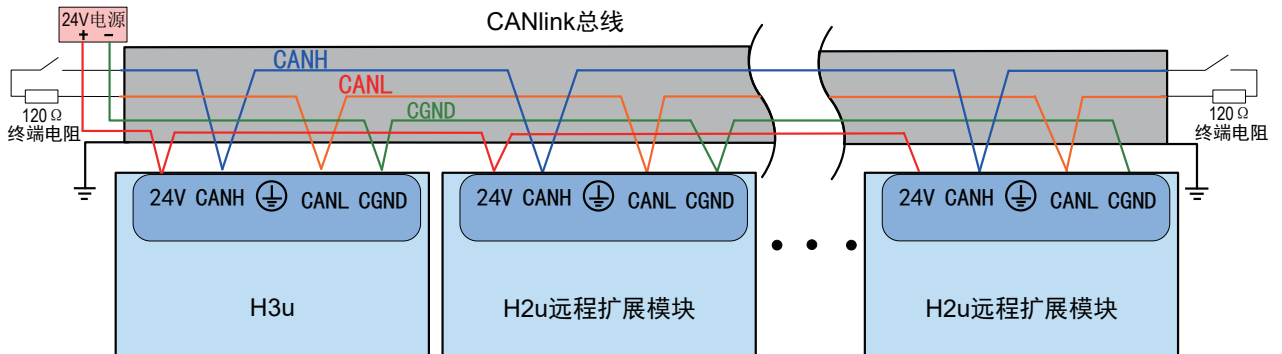 CANlink总线
24V电源
+ −
CANH
CANL
CGND
120 Ω
终端电阻
120 Ω
终端电阻
24V CANH CANL CGND
24V CANH CANL CGND
24V CANH CANL CGND
H3u
H2u远程扩展模块
H2u远程扩展模块